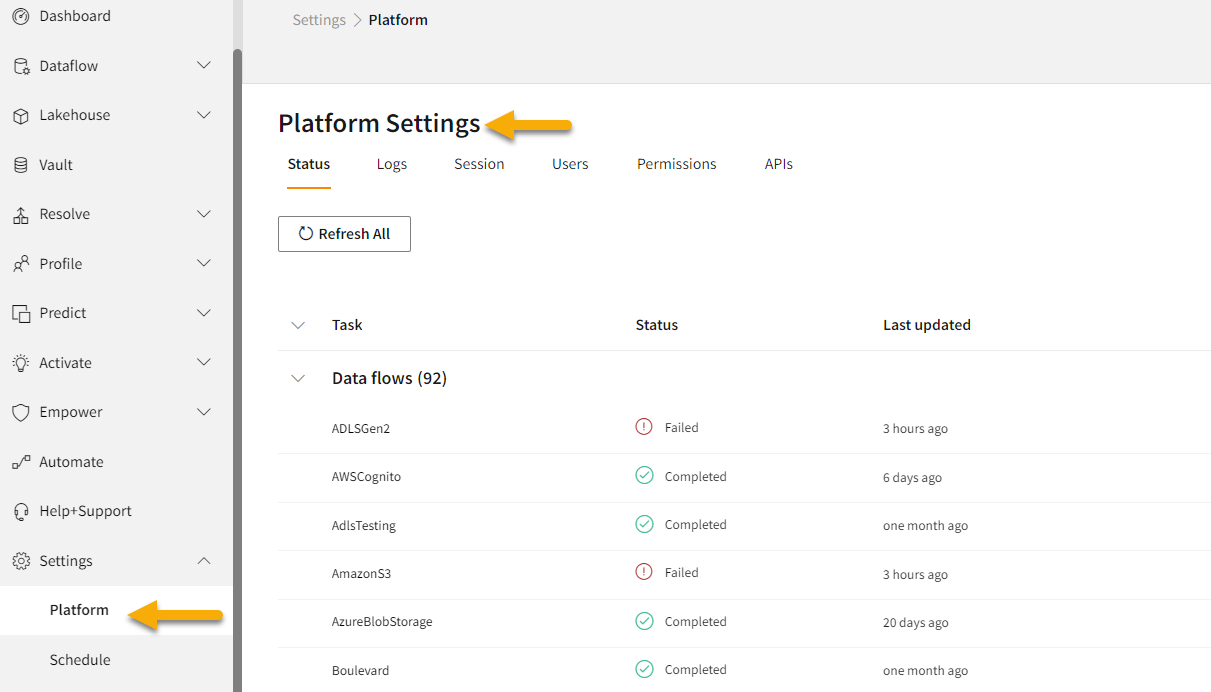 Dashboard
Dataflow
Lakehouse
Vault
Resolve
Profile
Predict
Activate
Empower
Automate
Help+Support
Settings
Platform
Schedule
Settings > Platform
Platform Settings
Status Logs Session Users Permissions APIs
Refresh All
Task Status Last updated
Data flows (92)
ADLSGen2 Failed 3 hours ago
AWSCognito Completed 6 days ago
AdlsTesting Completed one month ago
AmazonS3 Failed 3 hours ago
AzureBlobStorage Completed 20 days ago
Boulevard Completed one month ago